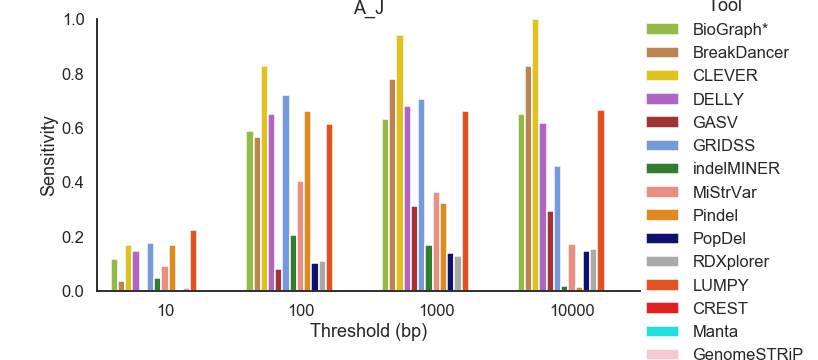 A_J
Tool
1.0
0.8
0.6
0.4
0.2
0.0
Sensitivity
10 100 1000 10000
Threshold (bp)
BioGraph*
BreakDancer
CLEVER
DELLY
GASV
GRIDSS
indelMINER
MiStrVar
Pindel
PopDel
RDXplorer
LUMPY
CREST
Manta
GenomeSTRiP